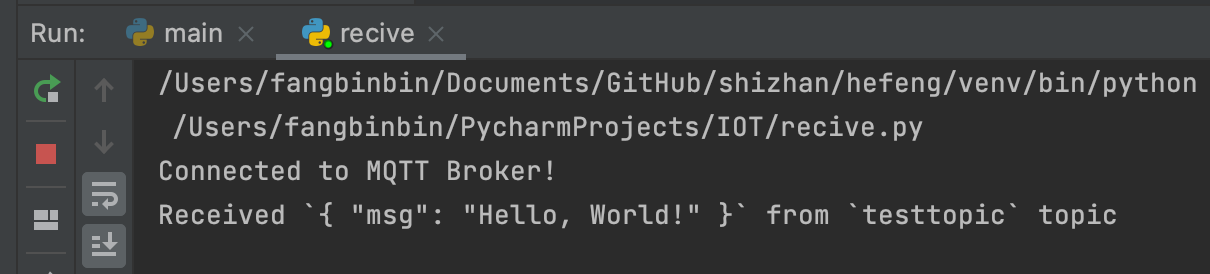 Run: main recive
/Users/fangbinbin/Documents/GitHub/shizhan/hefeng/venv/bin/python
/Users/fangbinbin/PycharmProjects/IOT/recive.py
Connected to MQTT Broker!
Received `{ "msg": "Hello, World!" }` from `testtopic` topic